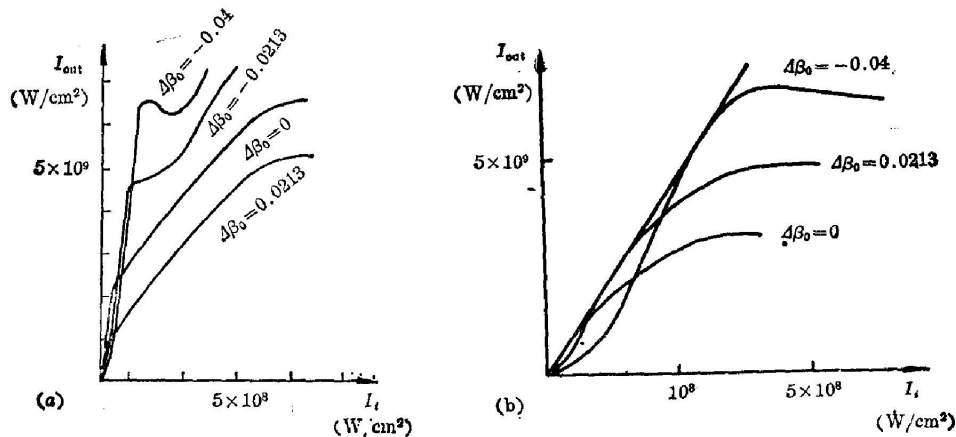 I_out
(W/cm²)
5×10⁹
Δβ₀=−0.04
Δβ₀=−0.0213
Δβ₀=0
Δβ₀=0.0213
5×10⁸
I_i
(W/cm²)
(a)
I_out
(W/cm²)
5×10⁹
Δβ₀=−0.04
Δβ₀=0.0213
Δβ₀=0
10⁸
5×10⁸
I_i
(W/cm²)
(b)